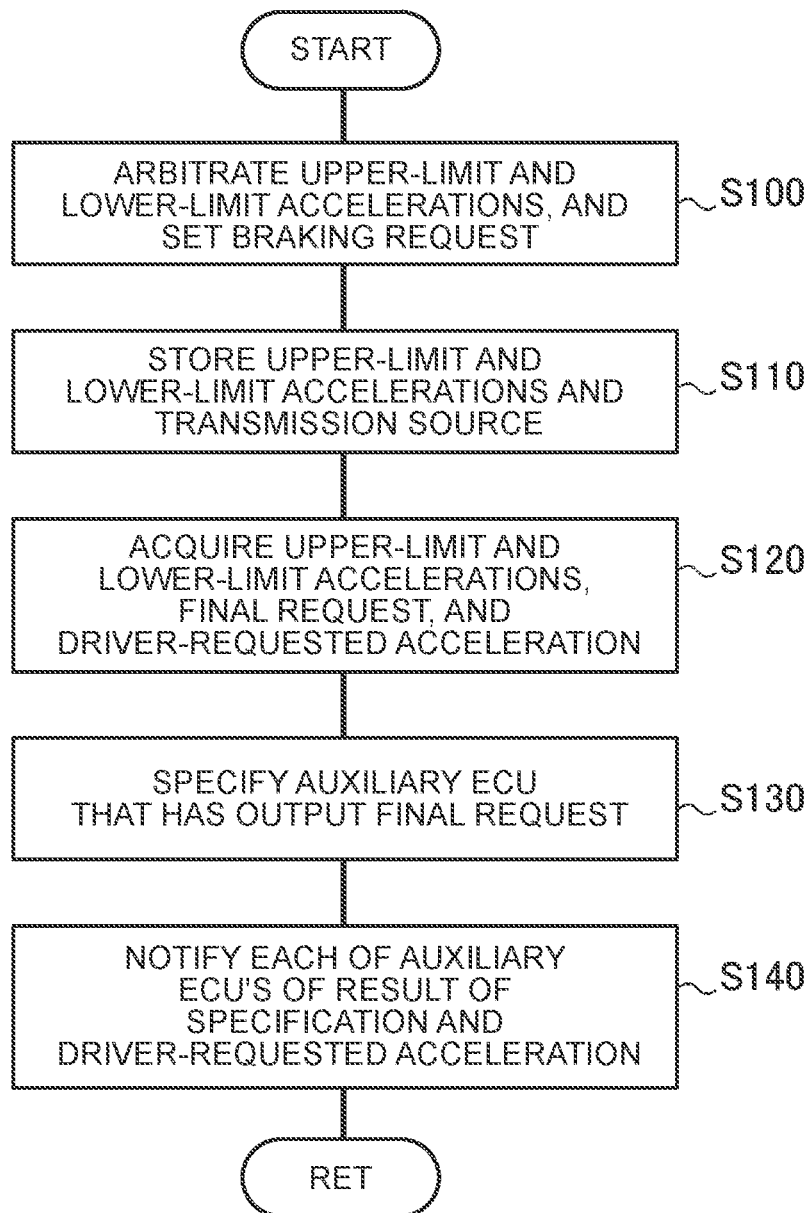 START
ARBITRATE UPPER-LIMIT AND
LOWER-LIMIT ACCELERATIONS, AND
SET BRAKING REQUEST
S100
STORE UPPER-LIMIT AND
LOWER-LIMIT ACCELERATIONS AND
TRANSMISSION SOURCE
S110
ACQUIRE UPPER-LIMIT AND
LOWER-LIMIT ACCELERATIONS,
FINAL REQUEST, AND
DRIVER-REQUESTED ACCELERATION
S120
SPECIFY AUXILIARY ECU
THAT HAS OUTPUT FINAL REQUEST
S130
NOTIFY EACH OF AUXILIARY
ECU'S OF RESULT OF
SPECIFICATION AND
DRIVER-REQUESTED ACCELERATION
S140
RET